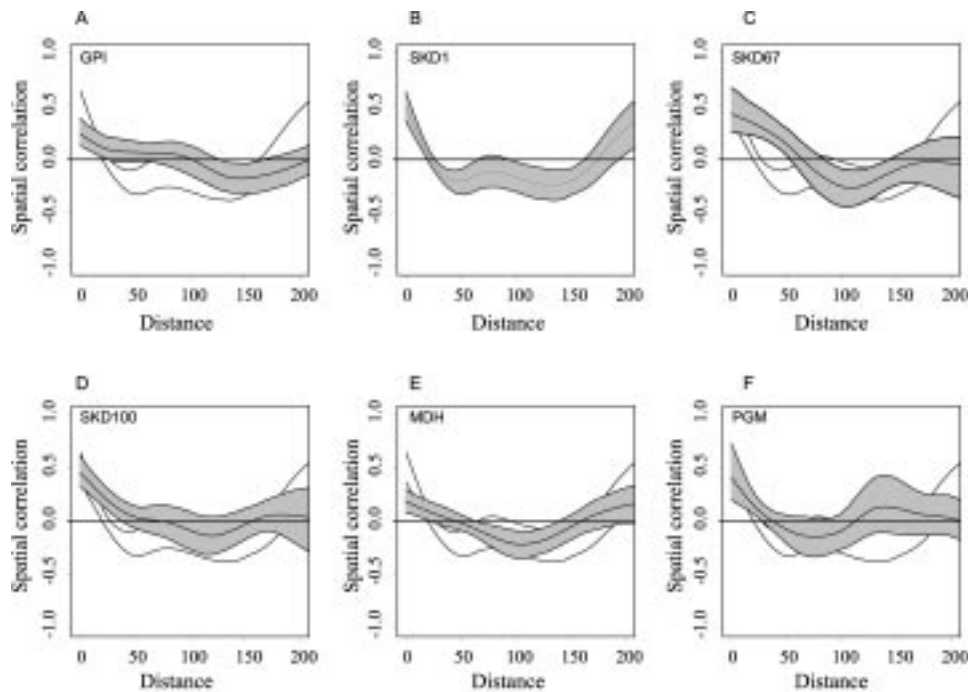 A B C
GPI SKD1 SKD67
1.0 1.0 1.0
0.5 0.5 0.5
0.0 0.0 0.0
-0.5 -0.5 -0.5
-1.0 -1.0 -1.0
Spatial correlation Spatial correlation Spatial correlation
0 50 100 150 200 0 50 100 150 200 0 50 100 150 200
Distance Distance Distance
D E F
SKD100 MDH PGM
1.0 1.0 1.0
0.5 0.5 0.5
0.0 0.0 0.0
-0.5 -0.5 -0.5
-1.0 -1.0 -1.0
Spatial correlation Spatial correlation Spatial correlation
0 50 100 150 200 0 50 100 150 200 0 50 100 150 200
Distance Distance Distance